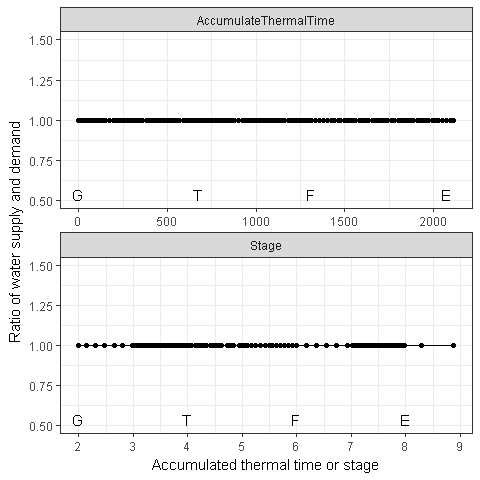 AccumulateThermalTime
1.50
1.25
1.00
0.75
0.50
G T F E
0 500 1000 1500 2000
Stage
1.50
1.25
1.00
0.75
0.50
G T F E
2 3 4 5 6 7 8 9
Accumulated thermal time or stage
Ratio of water supply and demand